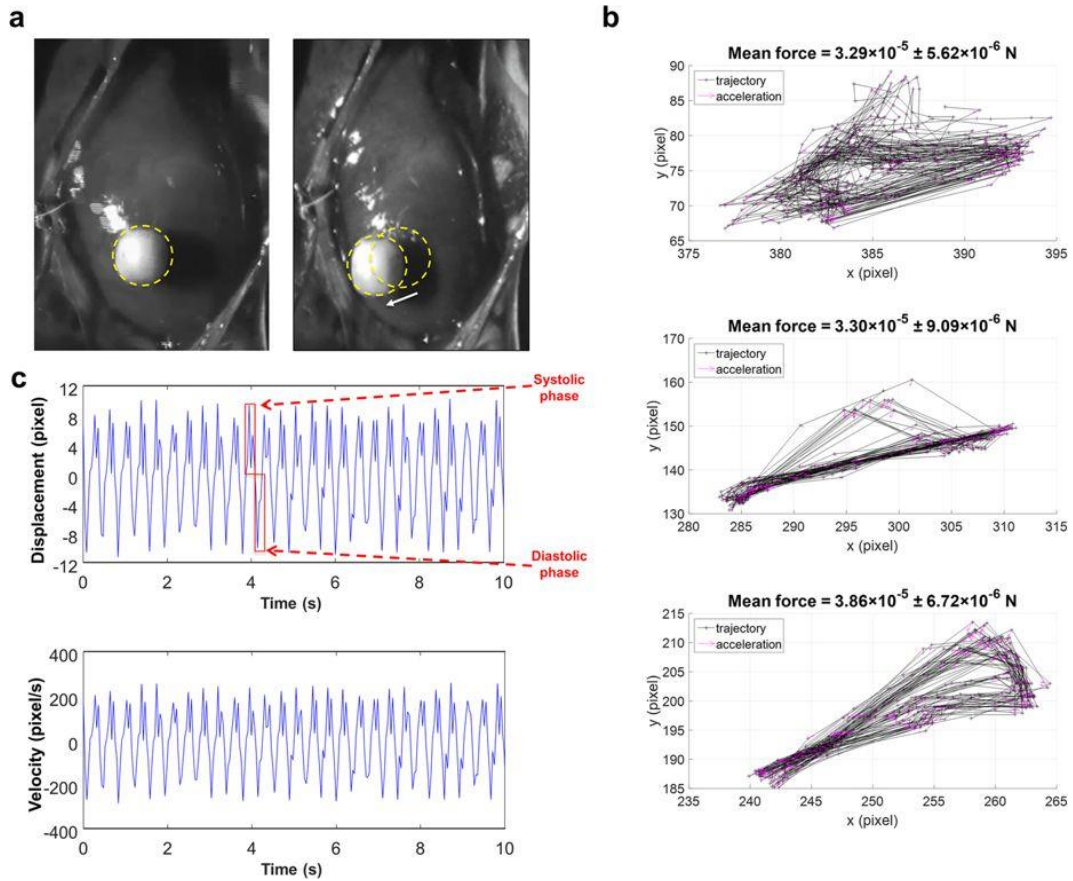 a
b
Mean force = 3.29×10⁻⁵ ± 5.62×10⁻⁶ N
90
85
80
75
70
65
y (pixel)
trajectory
acceleration
375
380
385
390
395
x (pixel)
Mean force = 3.30×10⁻⁵ ± 9.09×10⁻⁶ N
170
160
150
140
130
y (pixel)
trajectory
acceleration
280
285
290
295
300
305
310
315
x (pixel)
Mean force = 3.86×10⁻⁵ ± 6.72×10⁻⁶ N
215
210
205
200
195
190
185
y (pixel)
trajectory
acceleration
235
240
245
250
255
260
265
x (pixel)
c
12
8
4
0
-4
-8
-12
Displacement (pixel)
Systolic
phase
Diastolic
phase
0
2
4
6
8
10
Time (s)
400
200
0
-200
-400
Velocity (pixel/s)
0
2
4
6
8
10
Time (s)